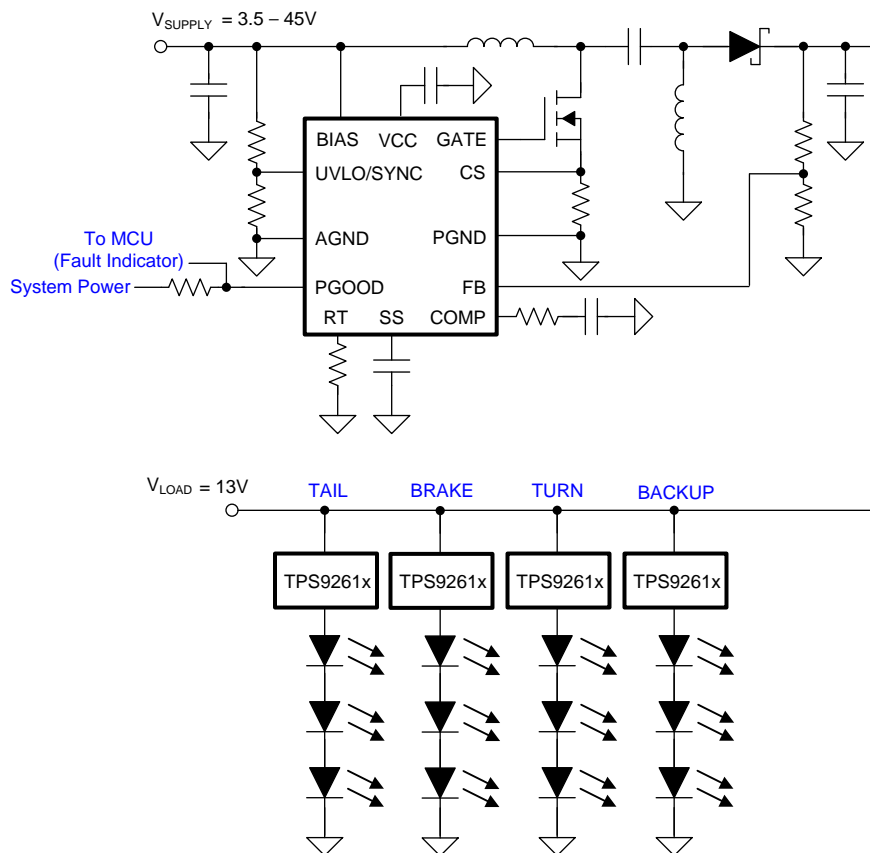 V_SUPPLY = 3.5 – 45V
BIAS VCC GATE
UVLO/SYNC CS
To MCU
(Fault Indicator)
AGND PGND
System Power
PGOOD FB
RT SS COMP
V_LOAD = 13V
TAIL BRAKE TURN BACKUP
TPS9261x TPS9261x TPS9261x TPS9261x